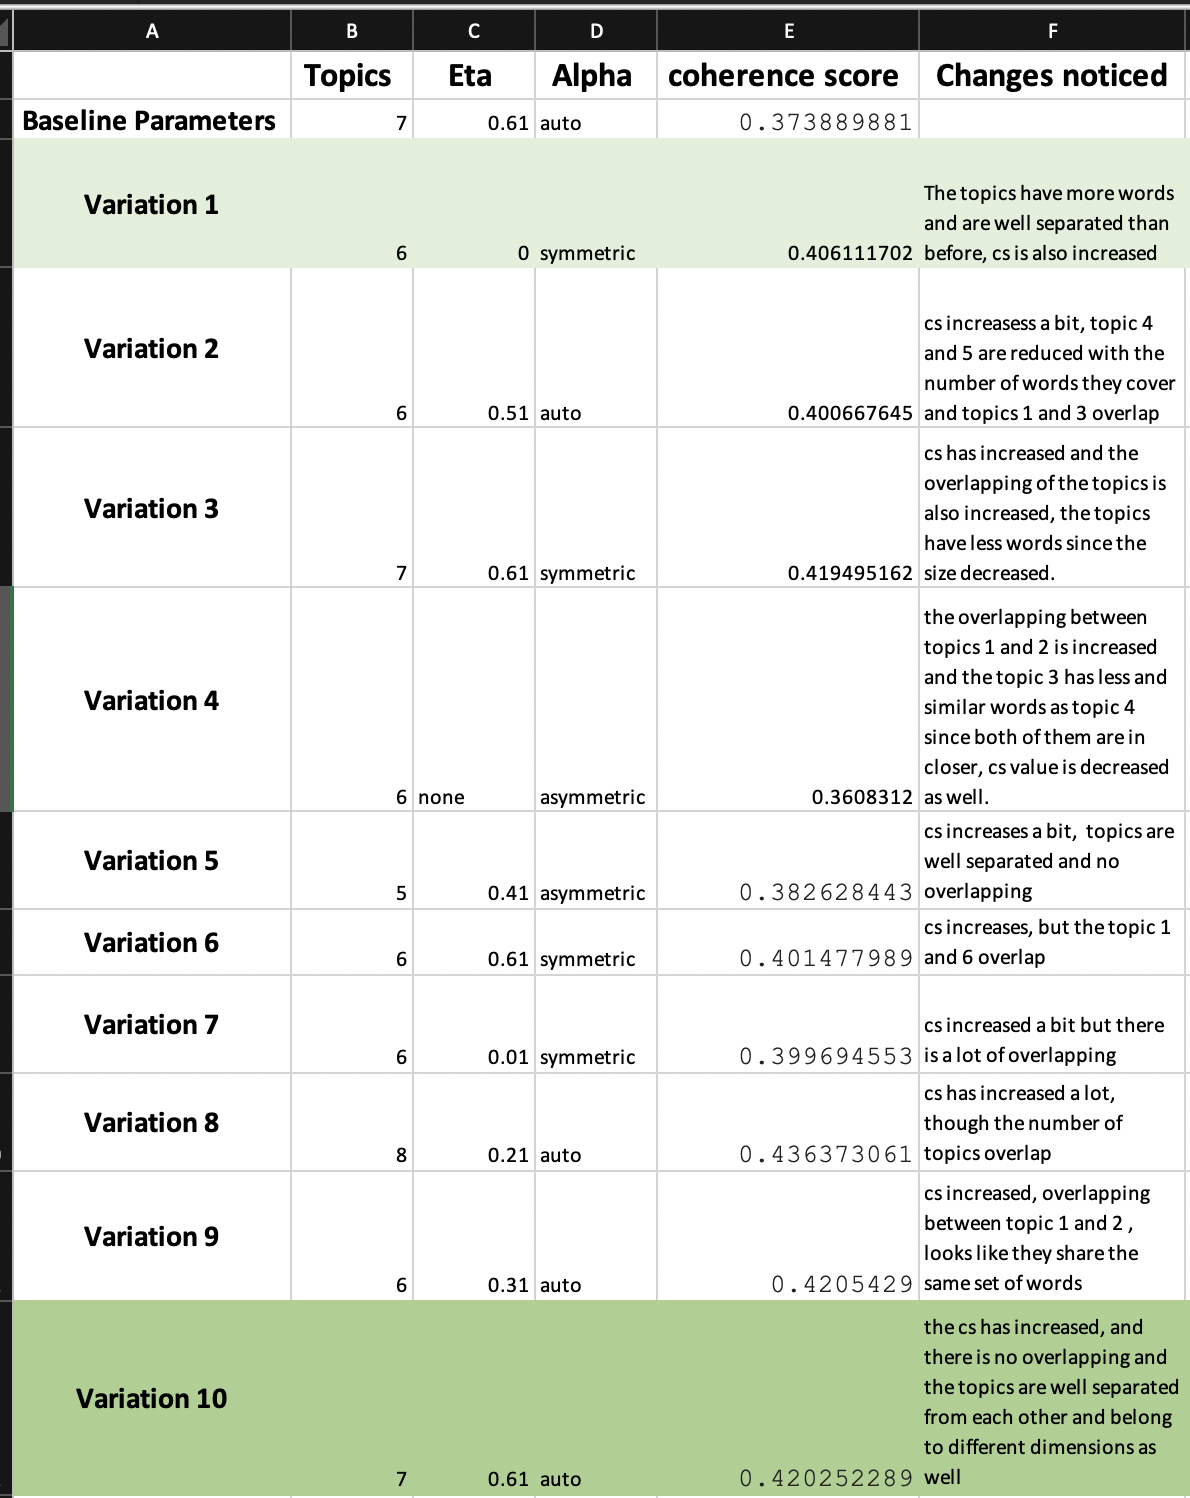 A B C D E F
Topics Eta Alpha coherence score Changes noticed
Baseline Parameters 7 0.61 auto 0.373889881
Variation 1
6 0 symmetric 0.406111702
The topics have more words
and are well separated than
before, cs is also increased
Variation 2
6 0.51 auto 0.400667645
cs increasess a bit, topic 4
and 5 are reduced with the
number of words they cover
and topics 1 and 3 overlap
Variation 3
7 0.61 symmetric 0.419495162
cs has increased and the
overlapping of the topics is
also increased, the topics
have less words since the
size decreased.
Variation 4
6 none asymmetric 0.3608312
the overlapping between
topics 1 and 2 is increased
and the topic 3 has less and
similar words as topic 4
since both of them are in
closer, cs value is decreased
as well.
Variation 5
5 0.41 asymmetric 0.382628443
cs increases a bit, topics are
well separated and no
overlapping
Variation 6
6 0.61 symmetric 0.401477989
cs increases, but the topic 1
and 6 overlap
Variation 7
6 0.01 symmetric 0.399694553
cs increased a bit but there
is a lot of overlapping
Variation 8
8 0.21 auto 0.436373061
cs has increased a lot,
though the number of
topics overlap
Variation 9
6 0.31 auto 0.4205429
cs increased, overlapping
between topic 1 and 2 ,
looks like they share the
same set of words
Variation 10
7 0.61 auto 0.420252289
the cs has increased, and
there is no overlapping and
the topics are well separated
from each other and belong
to different dimensions as
well